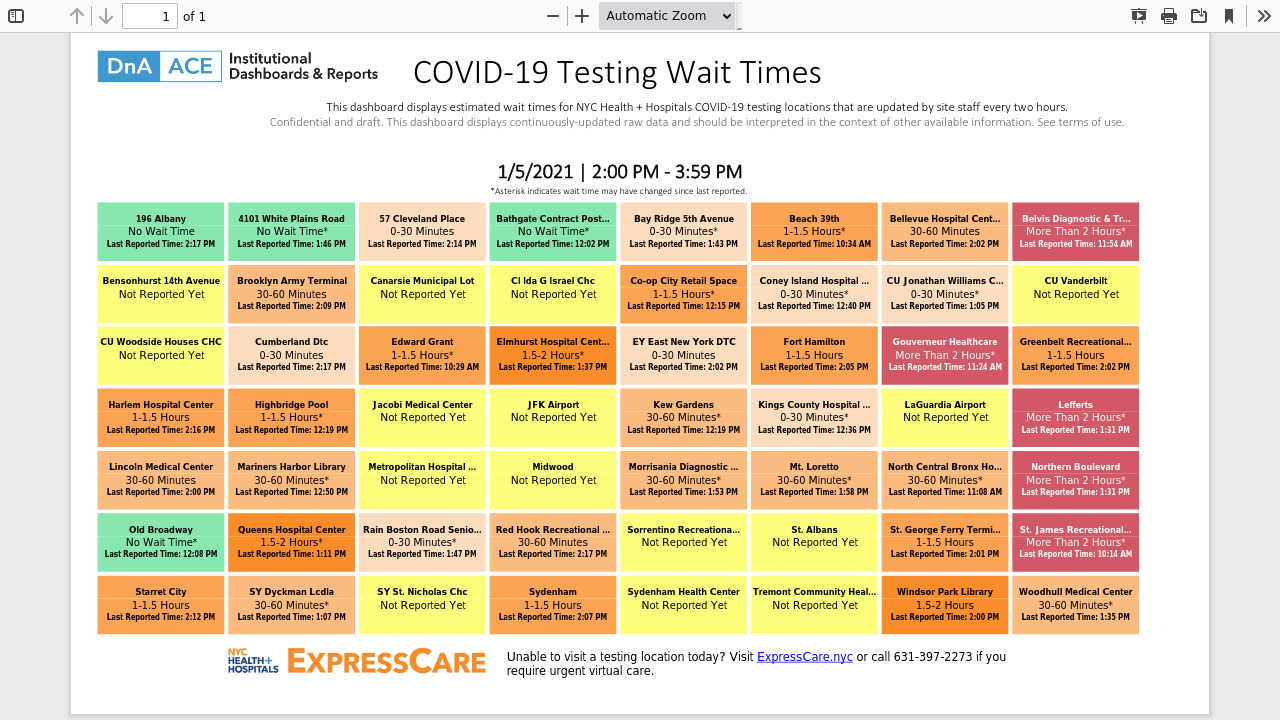 1 of 1 Automatic Zoom
DnA ACE Institutional
Dashboards & Reports
COVID-19 Testing Wait Times
This dashboard displays estimated wait times for NYC Health + Hospitals COVID-19 testing locations that are updated by site staff every two hours.
Confidential and draft. This dashboard displays continuously-updated raw data and should be interpreted in the context of other available information. See terms of use.
1/5/2021 | 2:00 PM - 3:59 PM
*Asterisk indicates wait time may have changed since last reported.
196 Albany
No Wait Time
Last Reported Time: 2:17 PM
4101 White Plains Road
No Wait Time*
Last Reported Time: 1:46 PM
57 Cleveland Place
0-30 Minutes
Last Reported Time: 2:14 PM
Bathgate Contract Post...
No Wait Time*
Last Reported Time: 12:02 PM
Bay Ridge 5th Avenue
0-30 Minutes*
Last Reported Time: 1:43 PM
Beach 39th
1-1.5 Hours*
Last Reported Time: 10:34 AM
Bellevue Hospital Cent...
30-60 Minutes
Last Reported Time: 2:02 PM
Belvis Diagnostic & Tr...
More Than 2 Hours*
Last Reported Time: 11:54 AM
Bensonhurst 14th Avenue
Not Reported Yet
Brooklyn Army Terminal
30-60 Minutes
Last Reported Time: 2:09 PM
Canarsie Municipal Lot
Not Reported Yet
CI Ida G Israel Chc
Not Reported Yet
Co-op City Retail Space
1-1.5 Hours*
Last Reported Time: 12:15 PM
Coney Island Hospital ...
0-30 Minutes*
Last Reported Time: 12:40 PM
CU Jonathan Williams C...
0-30 Minutes*
Last Reported Time: 1:05 PM
CU Vanderbilt
Not Reported Yet
CU Woodside Houses CHC
Not Reported Yet
Cumberland Dtc
0-30 Minutes
Last Reported Time: 2:17 PM
Edward Grant
1-1.5 Hours*
Last Reported Time: 10:29 AM
Elmhurst Hospital Cent...
1.5-2 Hours*
Last Reported Time: 1:37 PM
EY East New York DTC
0-30 Minutes
Last Reported Time: 2:02 PM
Fort Hamilton
1-1.5 Hours
Last Reported Time: 2:05 PM
Gouverneur Healthcare
More Than 2 Hours*
Last Reported Time: 11:24 AM
Greenbelt Recreational...
1-1.5 Hours
Last Reported Time: 2:02 PM
Harlem Hospital Center
1-1.5 Hours
Last Reported Time: 2:16 PM
Highbridge Pool
1-1.5 Hours*
Last Reported Time: 12:19 PM
Jacobi Medical Center
Not Reported Yet
JFK Airport
Not Reported Yet
Kew Gardens
30-60 Minutes*
Last Reported Time: 12:19 PM
Kings County Hospital ...
0-30 Minutes*
Last Reported Time: 12:36 PM
LaGuardia Airport
Not Reported Yet
Lefferts
More Than 2 Hours*
Last Reported Time: 1:31 PM
Lincoln Medical Center
30-60 Minutes
Last Reported Time: 2:00 PM
Mariners Harbor Library
30-60 Minutes*
Last Reported Time: 12:50 PM
Metropolitan Hospital ...
Not Reported Yet
Midwood
Not Reported Yet
Morrisania Diagnostic ...
30-60 Minutes*
Last Reported Time: 1:53 PM
Mt. Loretto
30-60 Minutes*
Last Reported Time: 1:58 PM
North Central Bronx Ho...
30-60 Minutes*
Last Reported Time: 11:08 AM
Northern Boulevard
More Than 2 Hours*
Last Reported Time: 1:31 PM
Old Broadway
No Wait Time*
Last Reported Time: 12:08 PM
Queens Hospital Center
1.5-2 Hours*
Last Reported Time: 1:11 PM
Rain Boston Road Senio...
0-30 Minutes*
Last Reported Time: 1:47 PM
Red Hook Recreational ...
30-60 Minutes
Last Reported Time: 2:17 PM
Sorrentino Recreationa...
Not Reported Yet
St. Albans
Not Reported Yet
St. George Ferry Termi...
1-1.5 Hours
Last Reported Time: 2:01 PM
St. James Recreational...
More Than 2 Hours*
Last Reported Time: 10:14 AM
Starret City
1-1.5 Hours
Last Reported Time: 2:12 PM
SY Dyckman Lcdla
30-60 Minutes*
Last Reported Time: 1:07 PM
SY St. Nicholas Chc
Not Reported Yet
Sydenham
1-1.5 Hours
Last Reported Time: 2:07 PM
Sydenham Health Center
Not Reported Yet
Tremont Community Heal...
Not Reported Yet
Windsor Park Library
1.5-2 Hours
Last Reported Time: 2:00 PM
Woodhull Medical Center
30-60 Minutes*
Last Reported Time: 1:35 PM
NYC
HEALTH+
HOSPITALS
EXPRESSCARE
Unable to visit a testing location today? Visit ExpressCare.nyc or call 631-397-2273 if you
require urgent virtual care.